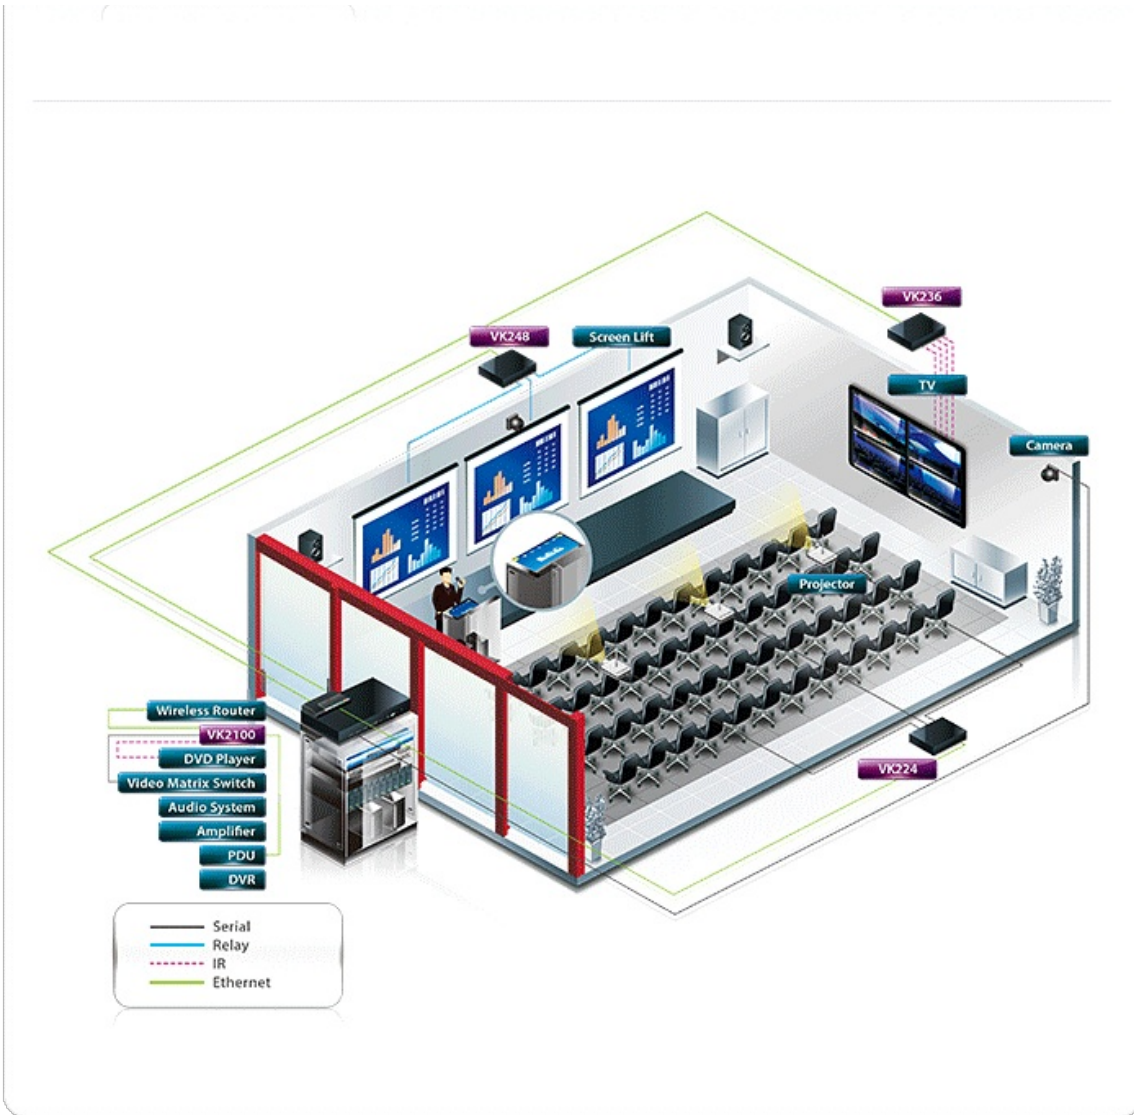 VK236
VK248
Screen Lift
TV
Camera
Projector
Wireless Router
VK2100
DVD Player
Video Matrix Switch
Audio System
Amplifier
PDU
DVR
VK224
Serial
Relay
IR
Ethernet